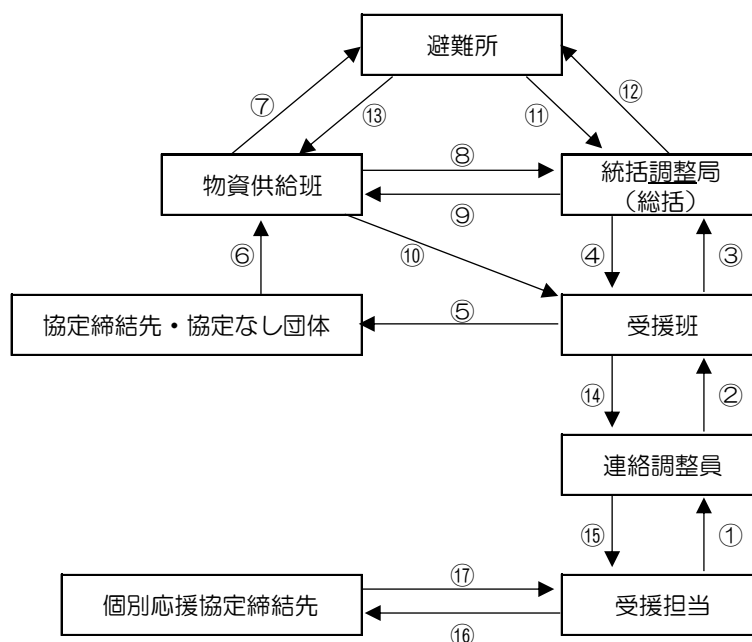 避難所
⑦
⑬
⑪
⑫
物資供給班
⑧
⑨
統括調整局
（総括）
⑥
⑩
④
③
協定締結先・協定なし団体
⑤
受援班
⑭
②
連絡調整員
⑮
①
個別応援協定締結先
⑰
⑯
受援担当